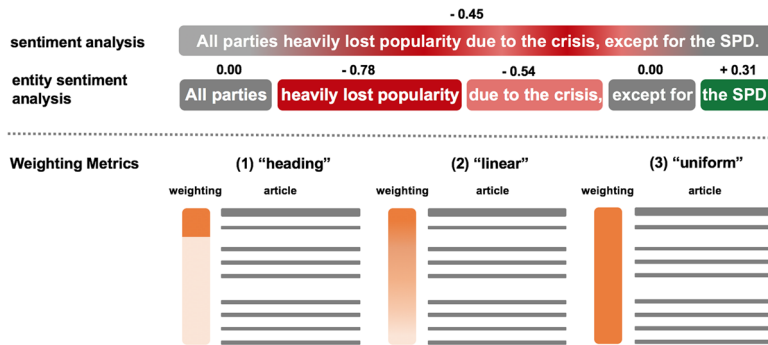 - 0.45
sentiment analysis All parties heavily lost popularity due to the crisis, except for the SPD.
0.00 - 0.78 - 0.54 0.00 + 0.31
entity sentiment
analysis
All parties heavily lost popularity due to the crisis, except for the SPD
Weighting Metrics (1) “heading” (2) “linear” (3) “uniform”
weighting article weighting article weighting article